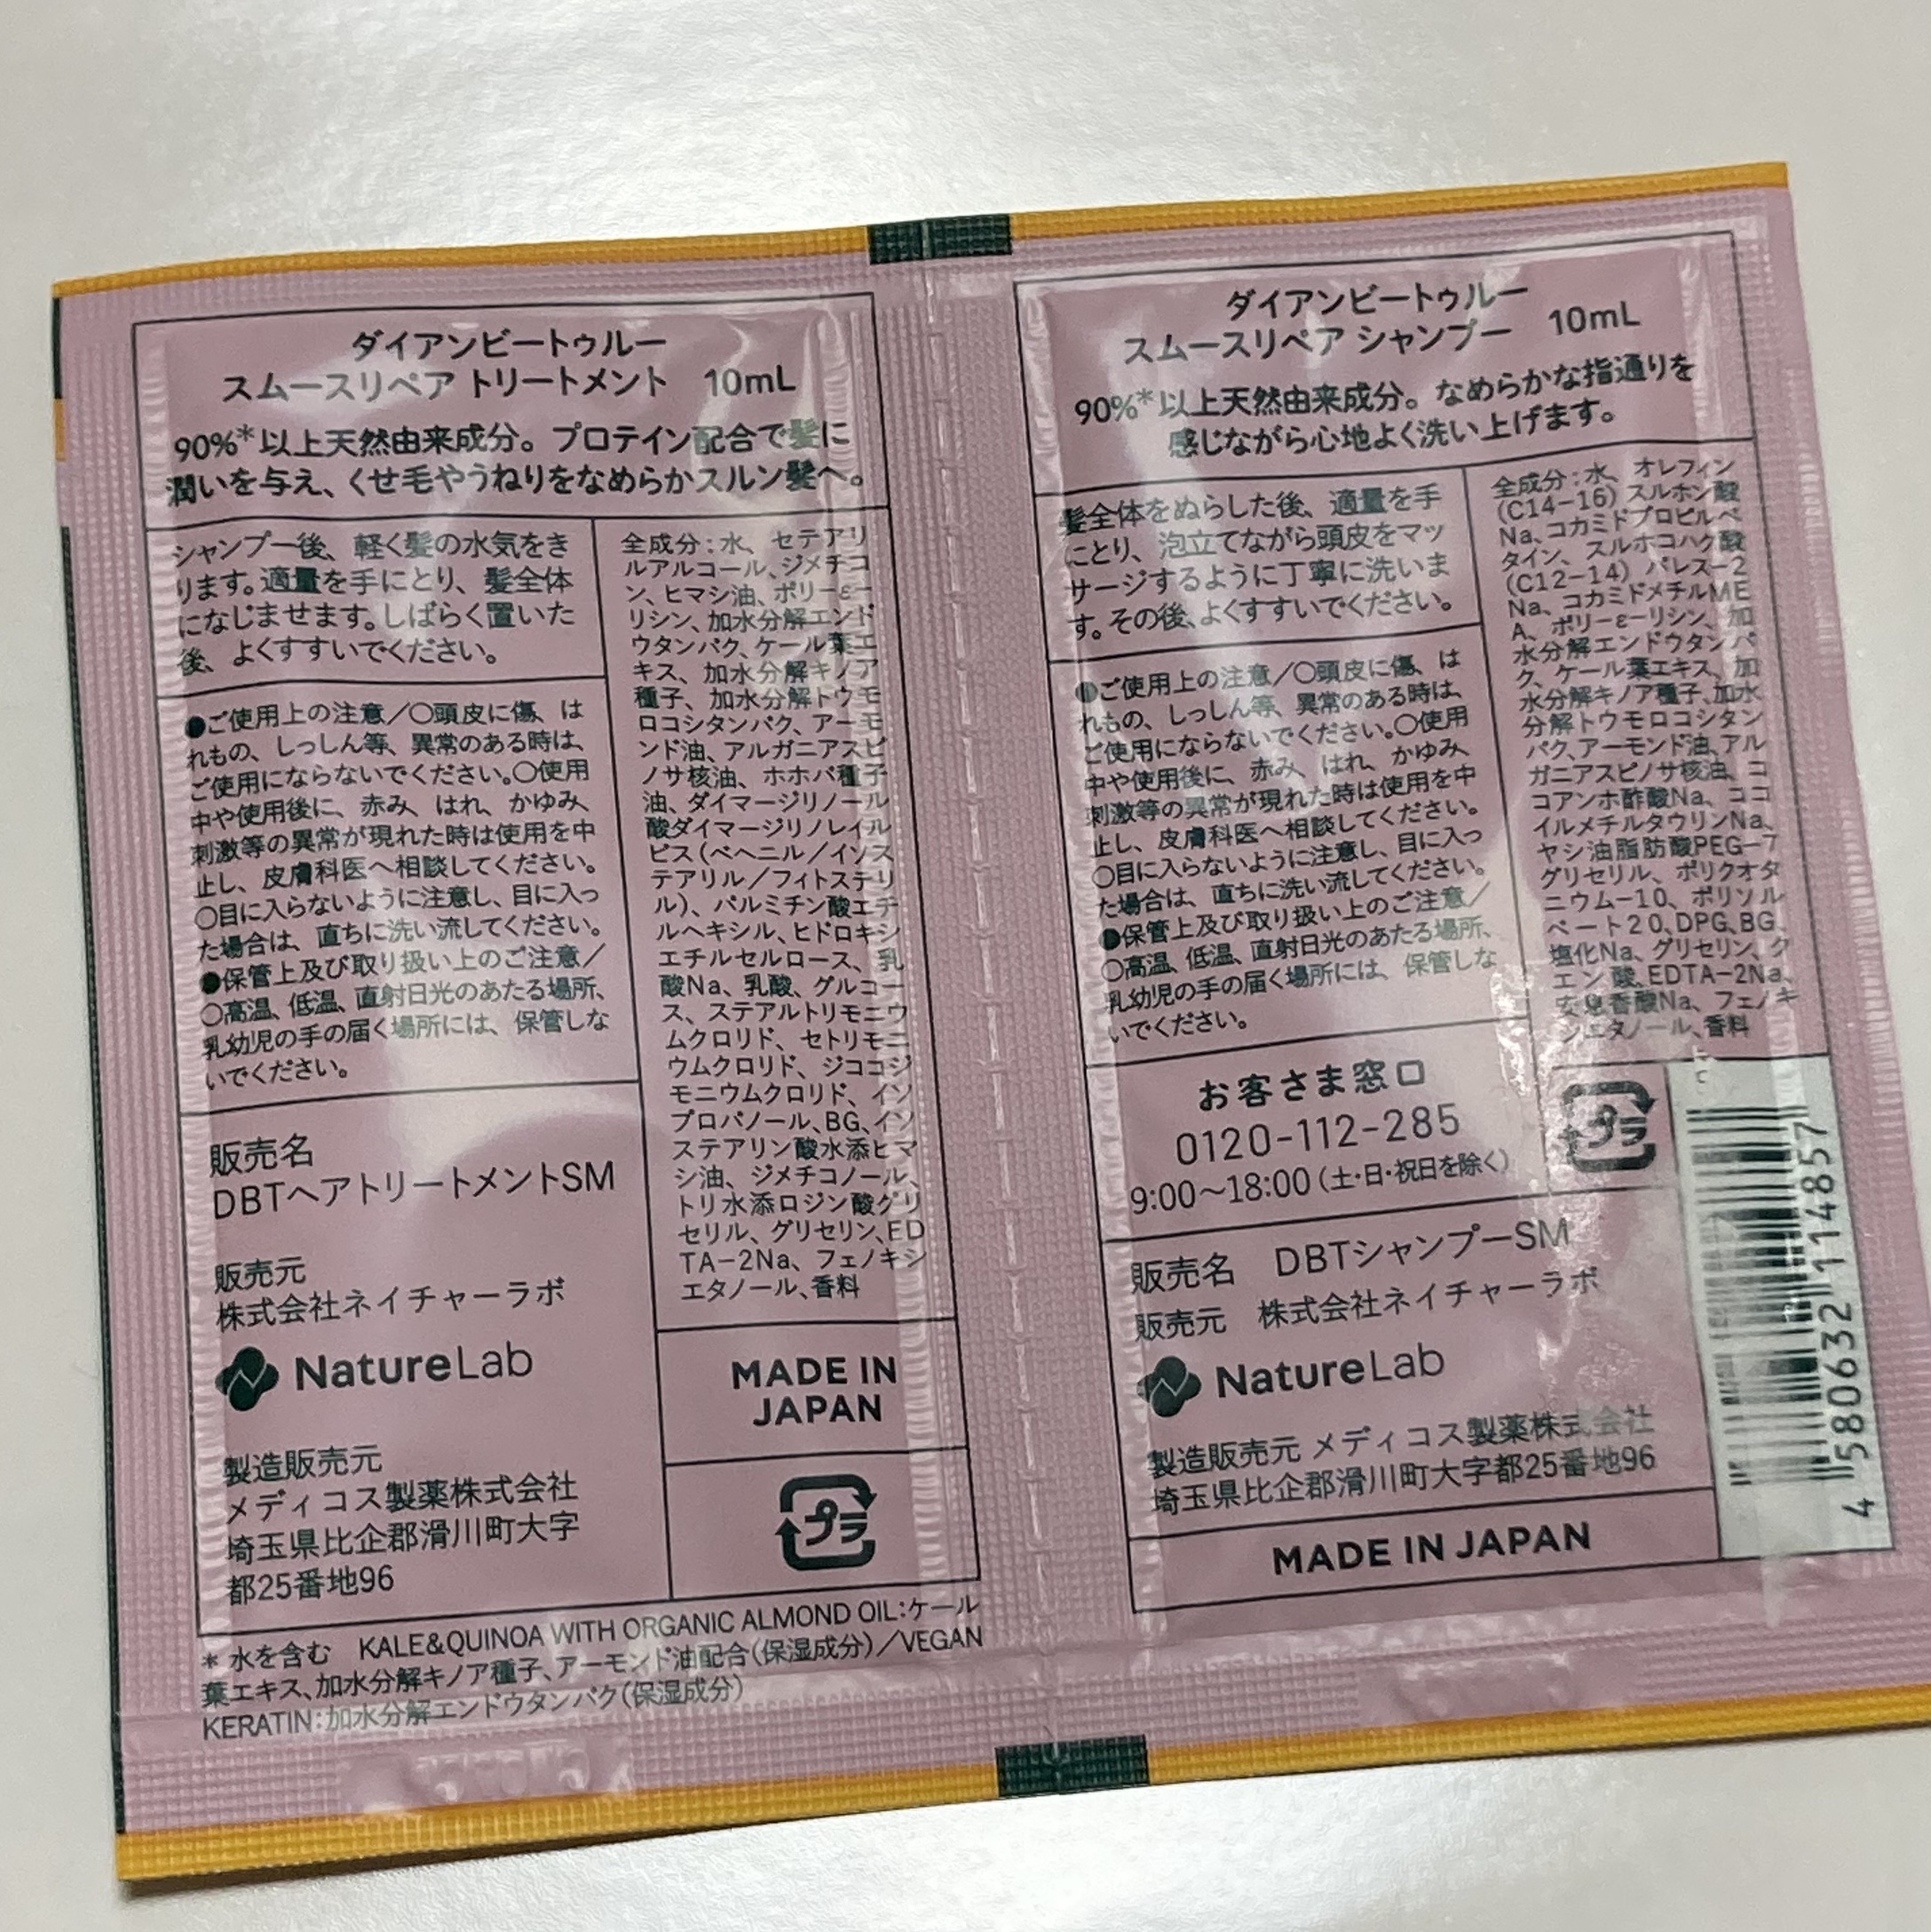 ダイアンビートゥルー
スムースリペア トリートメント 10mL
90%*以上天然由来成分。プロテイン配合で髪に
潤いを与え、くせ毛やうねりをなめらかスルン髪へ。
シャンプー後、軽く髪の水気をき
ります。適量を手にとり、髪全体
になじませます。しばらく置いた
後、よくすすいでください。
●ご使用上の注意/○頭皮に傷、は
れもの、しっしん等、異常のある時は、
ご使用にならないでください。○使用
中や使用後に、赤み、はれ、かゆみ、
刺激等の異常が現れた時は使用を中
止し、皮膚科医へ相談してください。
○目に入らないように注意し、目に入っ
た場合は、直ちに洗い流してください。
●保管上及び取り扱い上のご注意/
○高温、低温、直射日光のあたる場所、
乳幼児の手の届く場所には、保管しな
いでください。
販売名
DBTヘアトリートメントSM
販売元
株式会社ネイチャーラボ
NatureLab
製造販売元
メディコス製薬株式会社
埼玉県比企郡滑川町大字
都25番地96
全成分:水、セテアリ
ルアルコール、ジメチコ
ン、ヒマシ油、ポリ-ε-
リシン、加水分解エンド
ウタンパク、ケール葉エ
キス、加水分解キノア
種子、加水分解トウモ
ロコシタンパク、アーモ
ンド油、アルガニアスピ
ノサ核油、ホホバ種子
油、ダイマージリノール
酸ダイマージリノレイル
ビス(ベヘニル/イソス
テアリル/フィトステリ
ル)、パルミチン酸エチ
ルヘキシル、ヒドロキシ
エチルセルロース、乳
酸Na、乳酸、グルコー
ス、ステアルトリモニウ
ムクロリド、セトリモニ
ウムクロリド、ジココジ
モニウムクロリド、イソ
プロパノール、BG、イソ
ステアリン酸水添ヒマ
シ油、ジメチコノール、
トリ水添ロジン酸グリ
セリル、グリセリン、ED
TA-2Na、フェノキシ
エタノール、香料
MADE IN
JAPAN
プラ
*水を含む KALE&QUINOA WITH ORGANIC ALMOND OIL:ケール
葉エキス、加水分解キノア種子、アーモンド油配合(保湿成分)/VEGAN
KERATIN:加水分解エンドウタンパク(保湿成分)
ダイアンビートゥルー
スムースリペア シャンプー 10mL
90%*以上天然由来成分。なめらかな指通りを
感じながら心地よく洗い上げます。
髪全体をぬらした後、適量を手
にとり、泡立てながら頭皮をマッ
サージするように丁寧に洗いま
す。その後、よくすすいでください。
●ご使用上の注意/○頭皮に傷、は
れもの、しっしん等、異常のある時は、
ご使用にならないでください。○使用
中や使用後に、赤み、はれ、かゆみ、
刺激等の異常が現れた時は使用を中
止し、皮膚科医へ相談してください。
○目に入らないように注意し、目に入っ
た場合は、直ちに洗い流してください。
●保管上及び取り扱い上のご注意/
○高温、低温、直射日光のあたる場所、
乳幼児の手の届く場所には、保管しな
いでください。
全成分:水、オレフィン
(C14-16)スルホン酸
Na、コカミドプロピルベ
タイン、スルホコハク酸
(C12-14)パレス-2
Na、コカミドメチルME
A、ポリ-ε-リシン、加
水分解エンドウタンパ
ク、ケール葉エキス、加
水分解キノア種子、加水
分解トウモロコシタン
パク、アーモンド油、アル
ガニアスピノサ核油、コ
コアンホ酢酸Na、ココ
イルメチルタウリンNa、
ヤシ油脂肪酸PEG-7
グリセリル、ポリクオタ
ニウム-10、ポリソル
ベート20、DPG、BG、
塩化Na、グリセリン、ク
エン酸、EDTA-2Na、
安息香酸Na、フェノキ
シエタノール、香料
お客さま窓口
0120-112-285
9:00〜18:00(土・日・祝日を除く)
プラ
販売名 DBTシャンプーSM
販売元 株式会社ネイチャーラボ
NatureLab
製造販売元 メディコス製薬株式会社
埼玉県比企郡滑川町大字都25番地96
MADE IN JAPAN
4 580632 114857